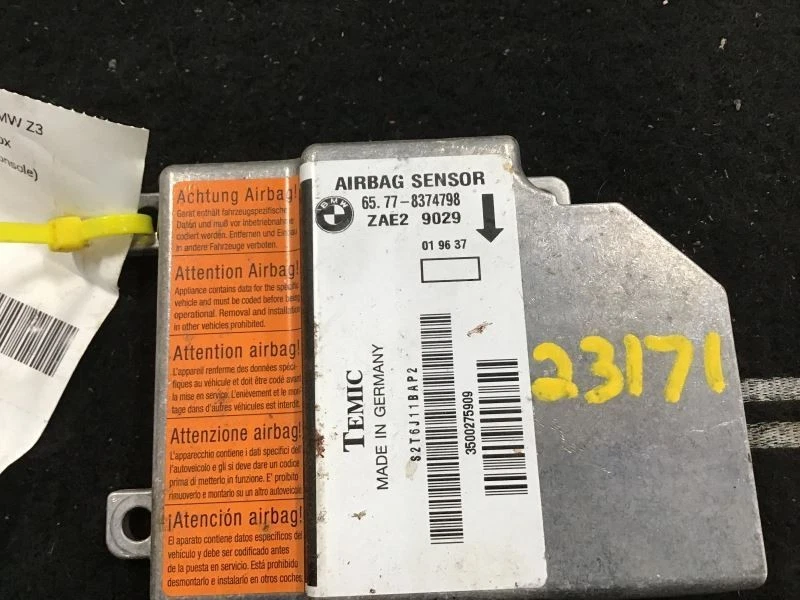 Z3
AIRBAG SENSOR
65.77-8374798
ZAE2 9029
BMW
01 96 37
TEMIC
MADE IN GERMANY
S2T6J11BAP2
3500275909
23171
Achtung Airbag!
Gerät enthält fahrzeugspezifische
Daten und muß vor Inbetriebnahme
codiert werden. Entfernen und Einbau
in andere Fahrzeuge verboten.
Attention Airbag!
Appliance contains data for the specific
vehicle and must be coded before being
operational. Removal and installation
in other vehicles prohibited.
Attention airbag!
L'appareil renferme des données spéci-
fiques au véhicule et doit être codé avant
la mise en service. L'enlèvement et le mon-
tage dans d'autres véhicules est interdit.
Attenzione airbag!
L'apparecchio contiene i dati specifici dell'
l'autoveicolo e gli si deve dare un codice
prima di metterlo in funzione. E' proibito
rimuoverlo e montarlo su un altro autoveicolo
¡Atención airbag!
El aparato contiene datos específicos del
vehículo y debe ser codificado antes
de la puesta en servicio. Está prohibido
desmontarlo e instalarlo en otros coches.